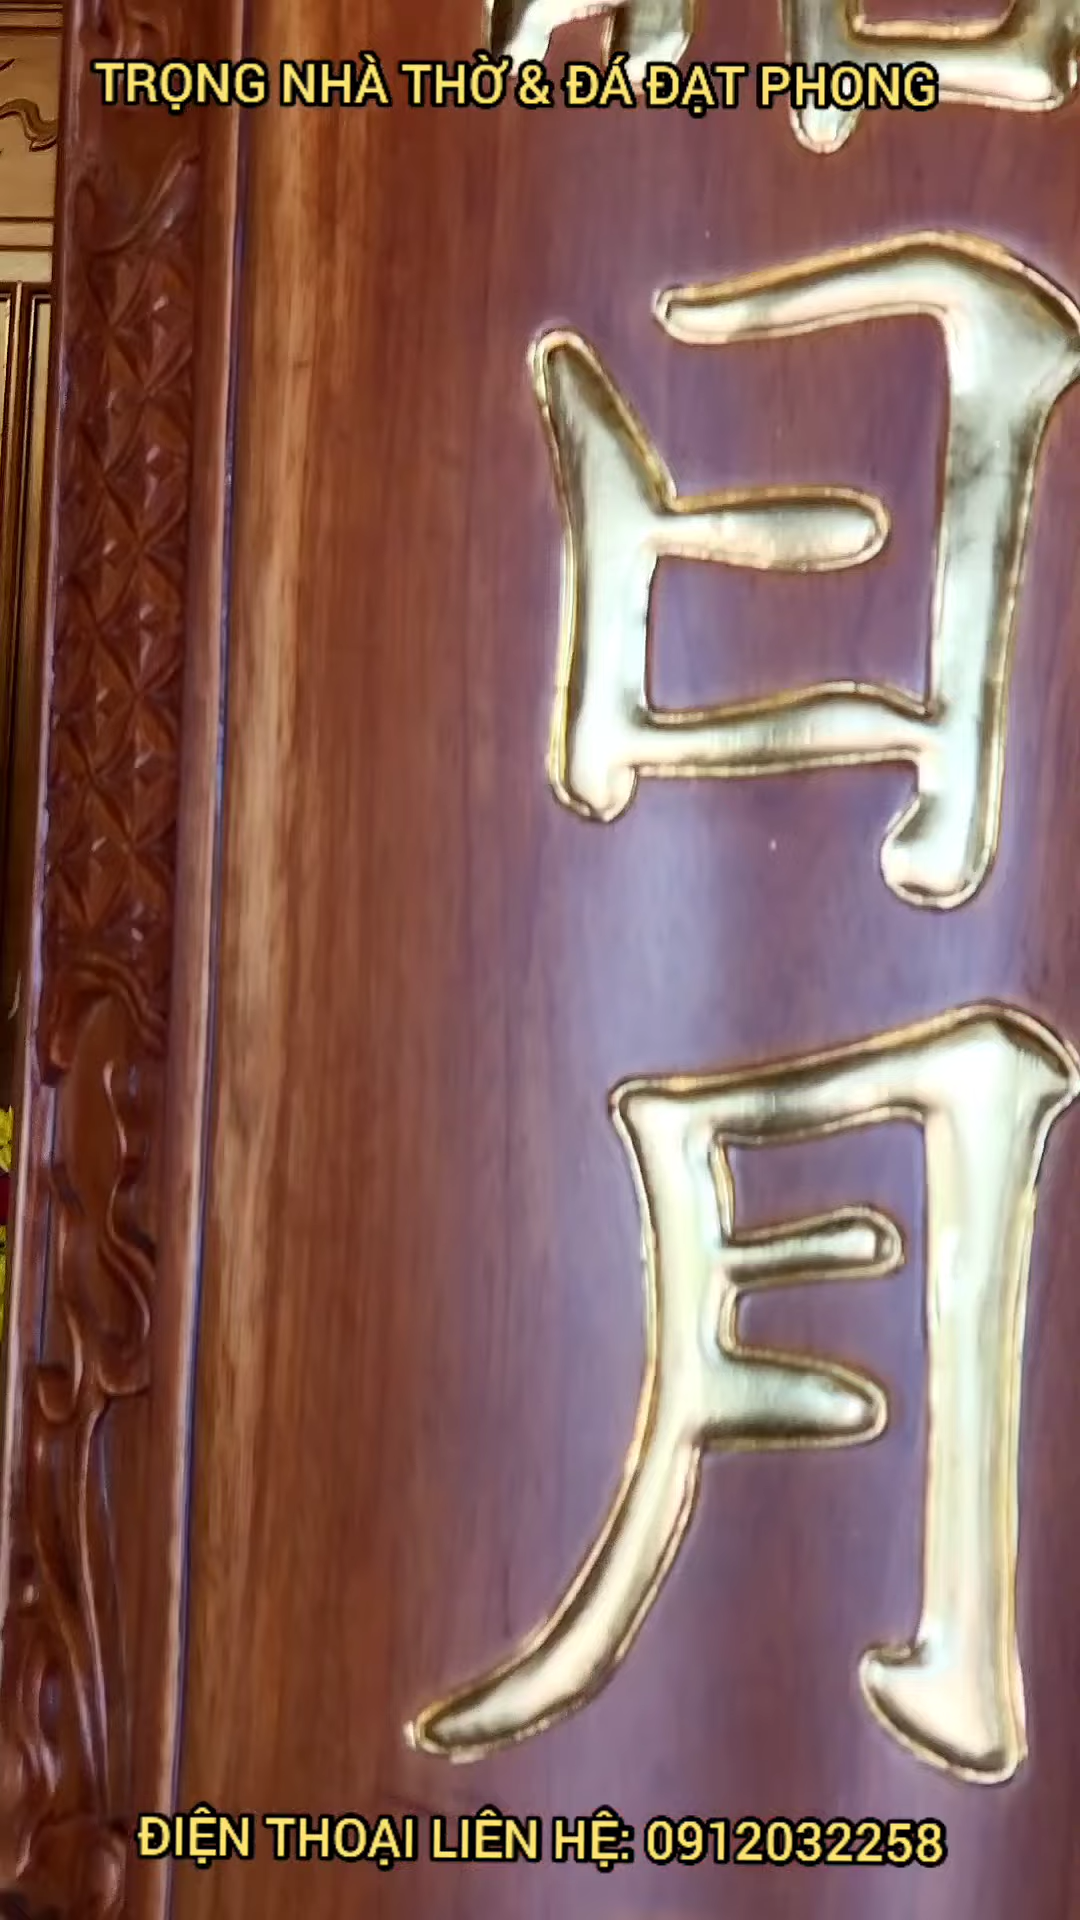 TRỌNG NHÀ THỜ & ĐÁ ĐẠT PHONG
日
月
ĐIỆN THOẠI LIÊN HỆ: 0912032258